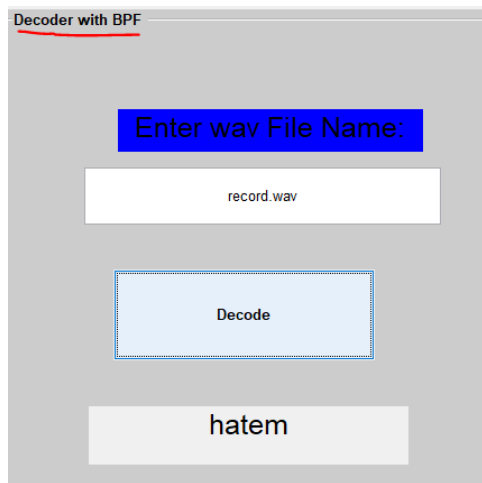 Decoder with BPF
Enter wav File Name:
record.wav
Decode
hatem